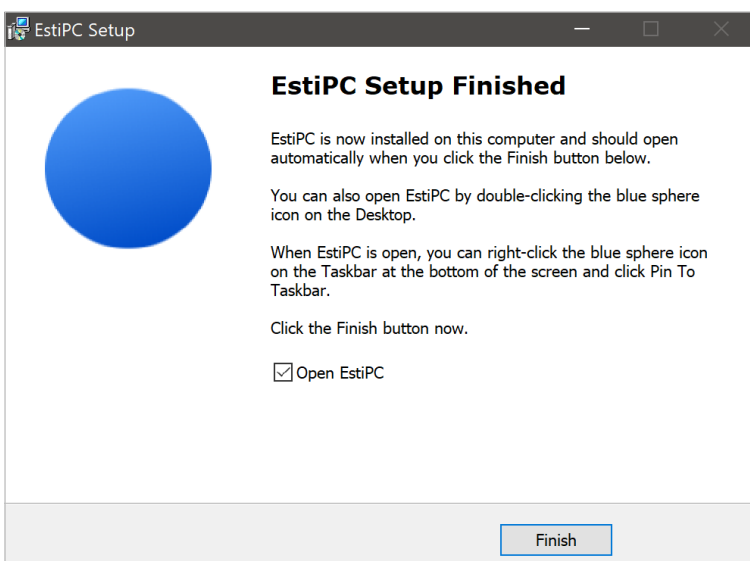 EstiPC Setup
EstiPC Setup Finished
EstiPC is now installed on this computer and should open
automatically when you click the Finish button below.
You can also open EstiPC by double-clicking the blue sphere
icon on the Desktop.
When EstiPC is open, you can right-click the blue sphere icon
on the Taskbar at the bottom of the screen and click Pin To
Taskbar.
Click the Finish button now.
Open EstiPC
Finish